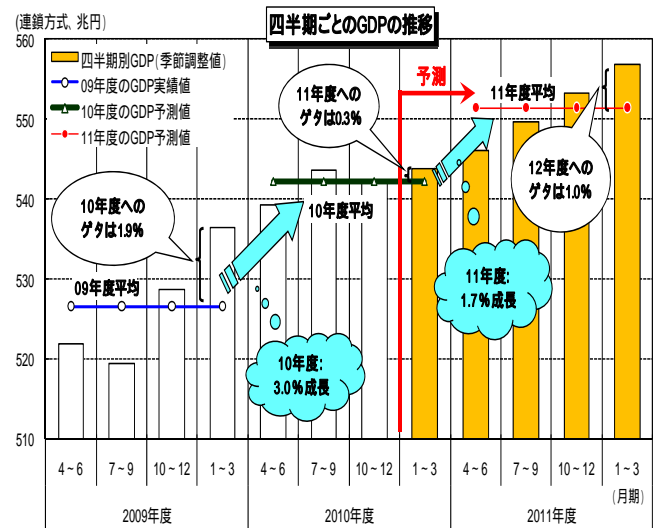 四半期ごとのGDPの推移
(連鎖方式、兆円)
560
550
540
530
520
510
四半期別GDP(季節調整値)
09年度のGDP実績値
10年度のGDP予測値
11年度のGDP予測値
予測
11年度への
ゲタは0.3%
11年度平均
12年度への
ゲタは1.0%
10年度への
ゲタは1.9%
10年度平均
09年度平均
11年度:
1.7%成長
10年度:
3.0%成長
4~6 7~9 10~12 1~3 4~6 7~9 10~12 1~3 4~6 7~9 10~12 1~3
(月期)
2009年度 2010年度 2011年度